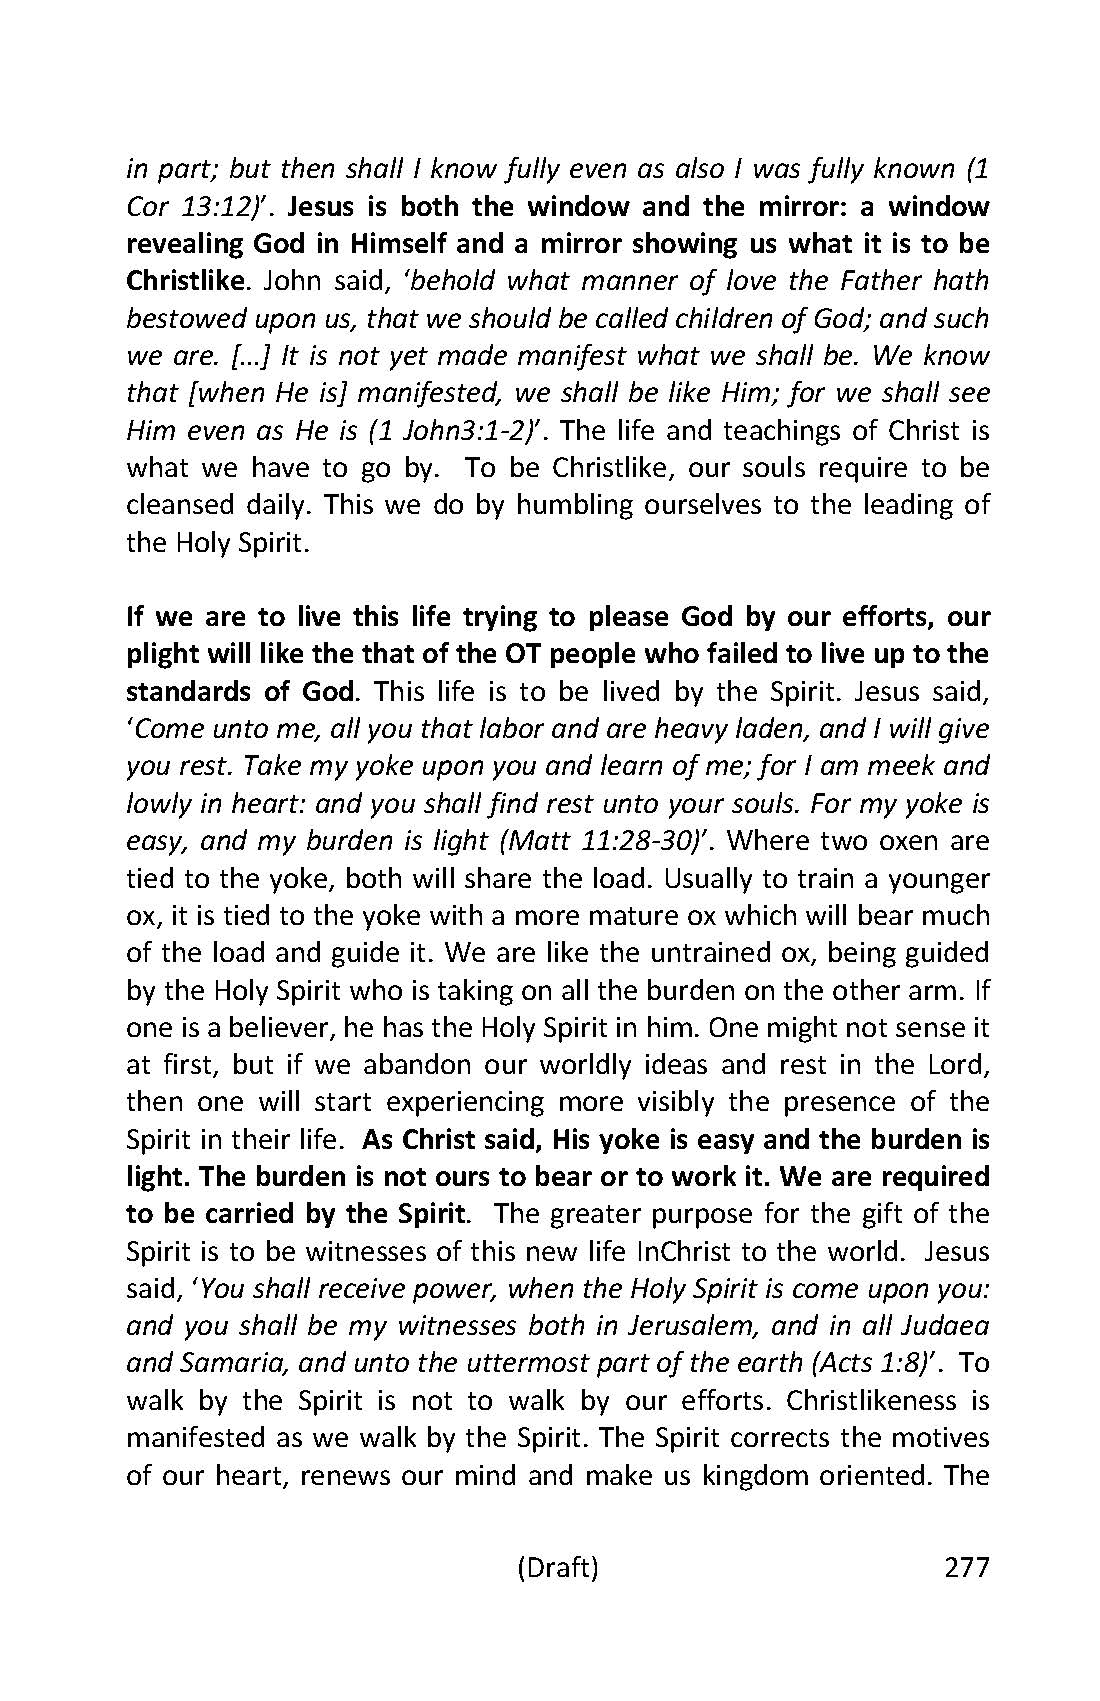 in part; but then shall I know fully even as also I was fully known (1
Cor 13:12)’. Jesus is both the window and the mirror: a window
revealing God in Himself and a mirror showing us what it is to be
Christlike. John said, ‘behold what manner of love the Father hath
bestowed upon us, that we should be called children of God; and such
we are. […] It is not yet made manifest what we shall be. We know
that [when He is] manifested, we shall be like Him; for we shall see
Him even as He is (1 John3:1-2)’. The life and teachings of Christ is
what we have to go by.  To be Christlike, our souls require to be
cleansed daily. This we do by humbling ourselves to the leading of
the Holy Spirit.
If we are to live this life trying to please God by our efforts, our
plight will like the that of the OT people who failed to live up to the
standards of God. This life is to be lived by the Spirit. Jesus said,
‘Come unto me, all you that labor and are heavy laden, and I will give
you rest. Take my yoke upon you and learn of me; for I am meek and
lowly in heart: and you shall find rest unto your souls. For my yoke is
easy, and my burden is light (Matt 11:28-30)’. Where two oxen are
tied to the yoke, both will share the load. Usually to train a younger
ox, it is tied to the yoke with a more mature ox which will bear much
of the load and guide it. We are like the untrained ox, being guided
by the Holy Spirit who is taking on all the burden on the other arm. If
one is a believer, he has the Holy Spirit in him. One might not sense it
at first, but if we abandon our worldly ideas and rest in the Lord,
then one will start experiencing more visibly the presence of the
Spirit in their life.  As Christ said, His yoke is easy and the burden is
light. The burden is not ours to bear or to work it. We are required
to be carried by the Spirit.  The greater purpose for the gift of the
Spirit is to be witnesses of this new life InChrist to the world.  Jesus
said, ‘You shall receive power, when the Holy Spirit is come upon you:
and you shall be my witnesses both in Jerusalem, and in all Judaea
and Samaria, and unto the uttermost part of the earth (Acts 1:8)’.  To
walk by the Spirit is not to walk by our efforts. Christlikeness is
manifested as we walk by the Spirit. The Spirit corrects the motives
of our heart, renews our mind and make us kingdom oriented. The
(Draft) 277